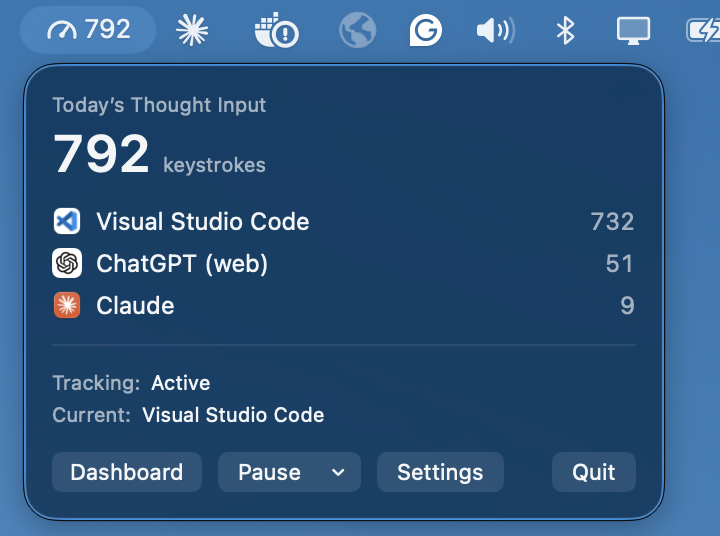 792
Today's Thought Input
792 keystrokes
Visual Studio Code 732
ChatGPT (web) 51
Claude 9
Tracking: Active
Current: Visual Studio Code
Dashboard Pause Settings Quit